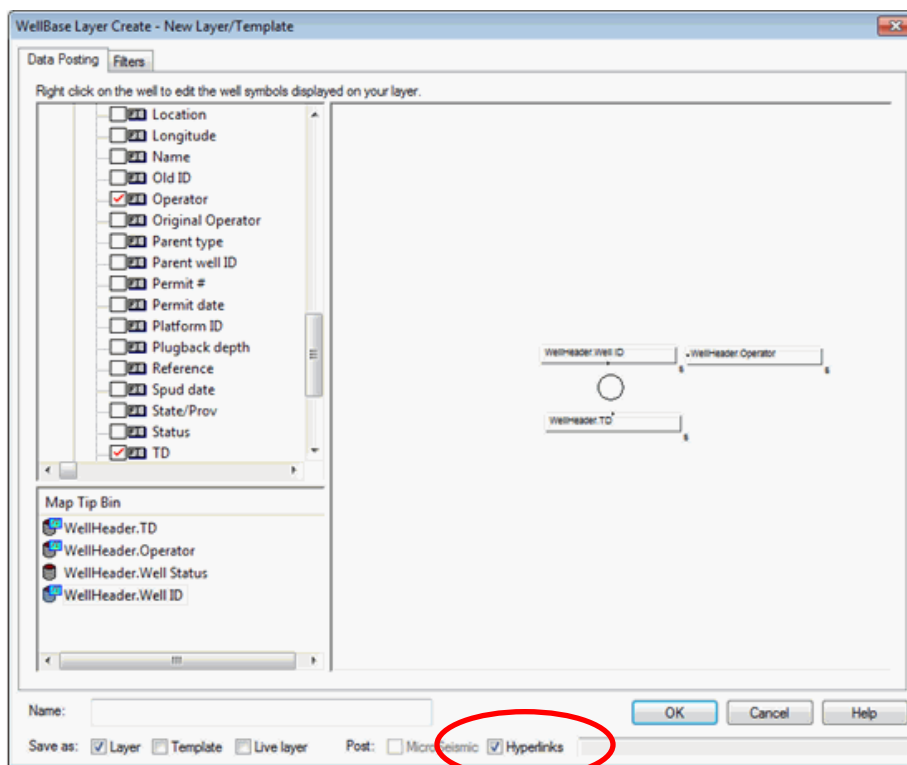 WellBase Layer Create - New Layer/Template
Data Posting Filters
Right click on the well to edit the well symbols displayed on your layer.
Location
Longitude
Name
Old ID
Operator
Original Operator
Parent type
Parent well ID
Permit #
Permit date
Platform ID
Plugback depth
Reference
Spud date
State/Prov
Status
TD
WellHeader.Well ID WellHeader.Operator
s s
WellHeader.TD
s
Map Tip Bin
WellHeader.TD
WellHeader.Operator
WellHeader.Well Status
WellHeader.Well ID
Name: OK Cancel Help
Save as: Layer Template Live layer Post: MicroSeismic Hyperlinks